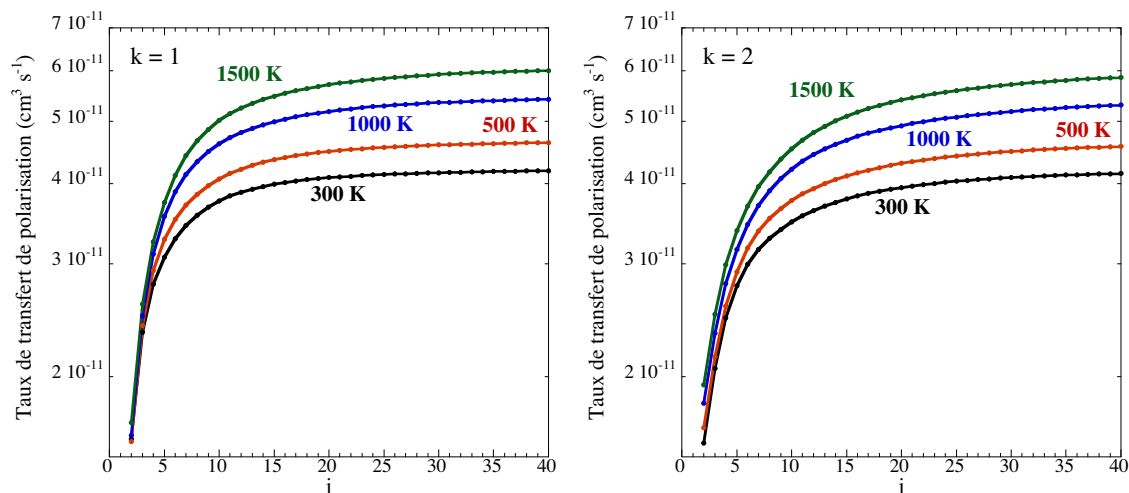 Taux de transfert de polarisation (cm³ s⁻¹)
7 10⁻¹¹
6 10⁻¹¹
5 10⁻¹¹
4 10⁻¹¹
3 10⁻¹¹
2 10⁻¹¹
k = 1
1500 K
1000 K
500 K
300 K
0 5 10 15 20 25 30 35 40
j
Taux de transfert de polarisation (cm³ s⁻¹)
7 10⁻¹¹
6 10⁻¹¹
5 10⁻¹¹
4 10⁻¹¹
3 10⁻¹¹
2 10⁻¹¹
k = 2
1500 K
1000 K
500 K
300 K
0 5 10 15 20 25 30 35 40
j